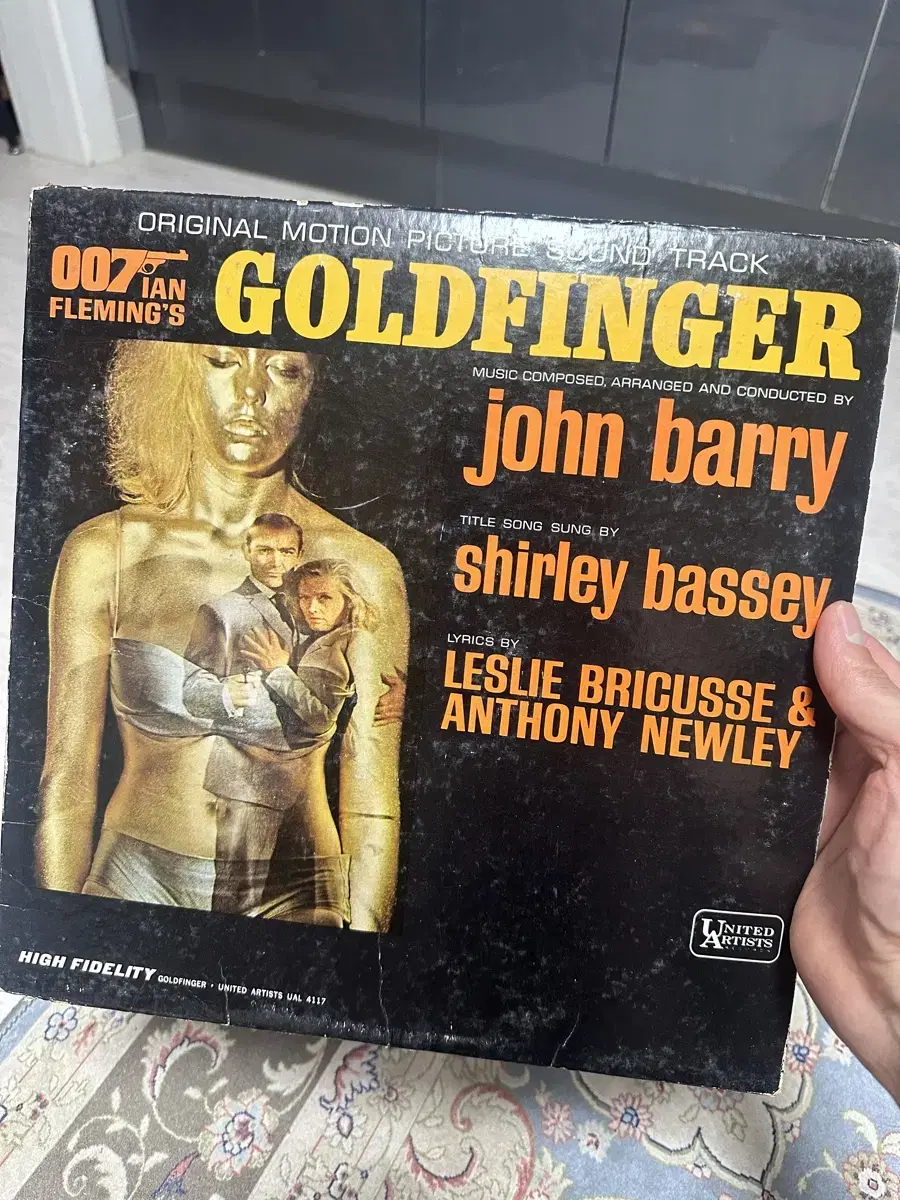 ORIGINAL MOTION PICTURE SOUND TRACK
007 IAN
FLEMING'S
GOLDFINGER
MUSIC COMPOSED, ARRANGED AND CONDUCTED BY
john barry
TITLE SONG SUNG BY
shirley bassey
LYRICS BY
LESLIE BRICUSSE &
ANTHONY NEWLEY
UNITED
ARTISTS
RECORDS
HIGH FIDELITY GOLDFINGER • UNITED ARTISTS UAL 4117